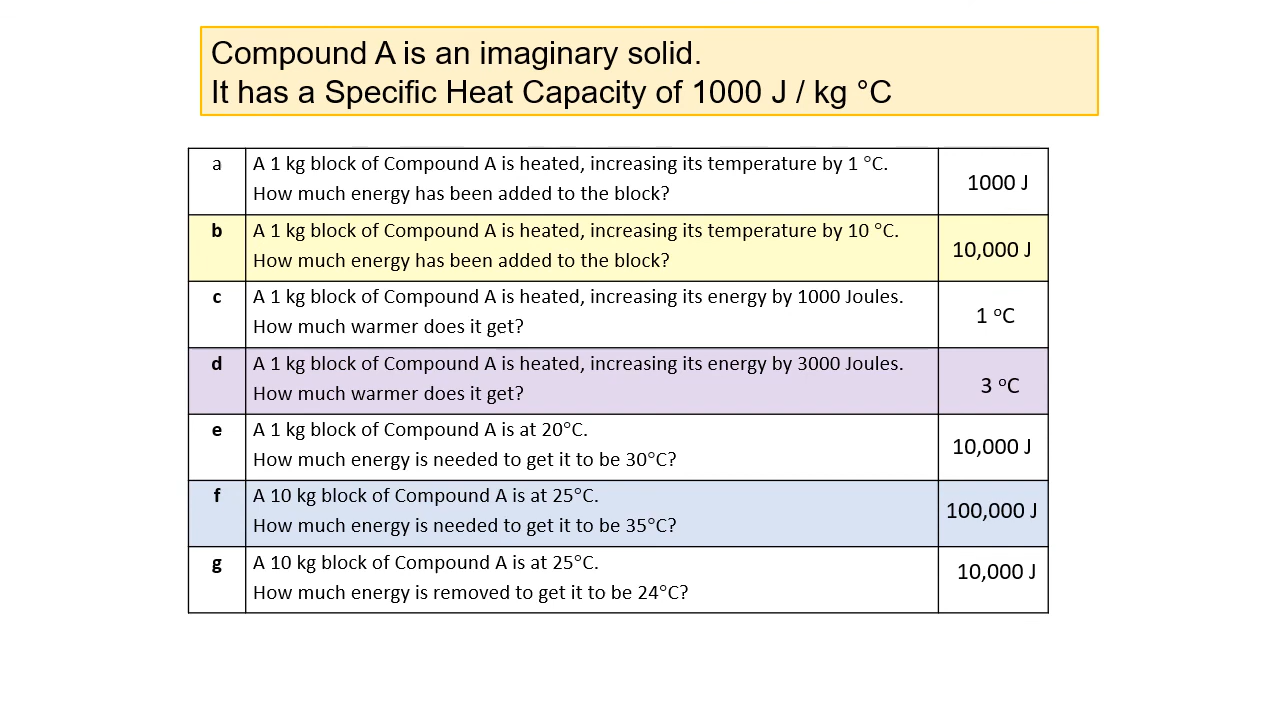 Compound A is an imaginary solid.
It has a Specific Heat Capacity of 1000 J / kg °C
a
A 1 kg block of Compound A is heated, increasing its temperature by 1 °C.
How much energy has been added to the block?
1000 J
b
A 1 kg block of Compound A is heated, increasing its temperature by 10 °C.
How much energy has been added to the block?
10,000 J
c
A 1 kg block of Compound A is heated, increasing its energy by 1000 Joules.
How much warmer does it get?
1 °C
d
A 1 kg block of Compound A is heated, increasing its energy by 3000 Joules.
How much warmer does it get?
3 °C
e
A 1 kg block of Compound A is at 20°C.
How much energy is needed to get it to be 30°C?
10,000 J
f
A 10 kg block of Compound A is at 25°C.
How much energy is needed to get it to be 35°C?
100,000 J
g
A 10 kg block of Compound A is at 25°C.
How much energy is removed to get it to be 24°C?
10,000 J